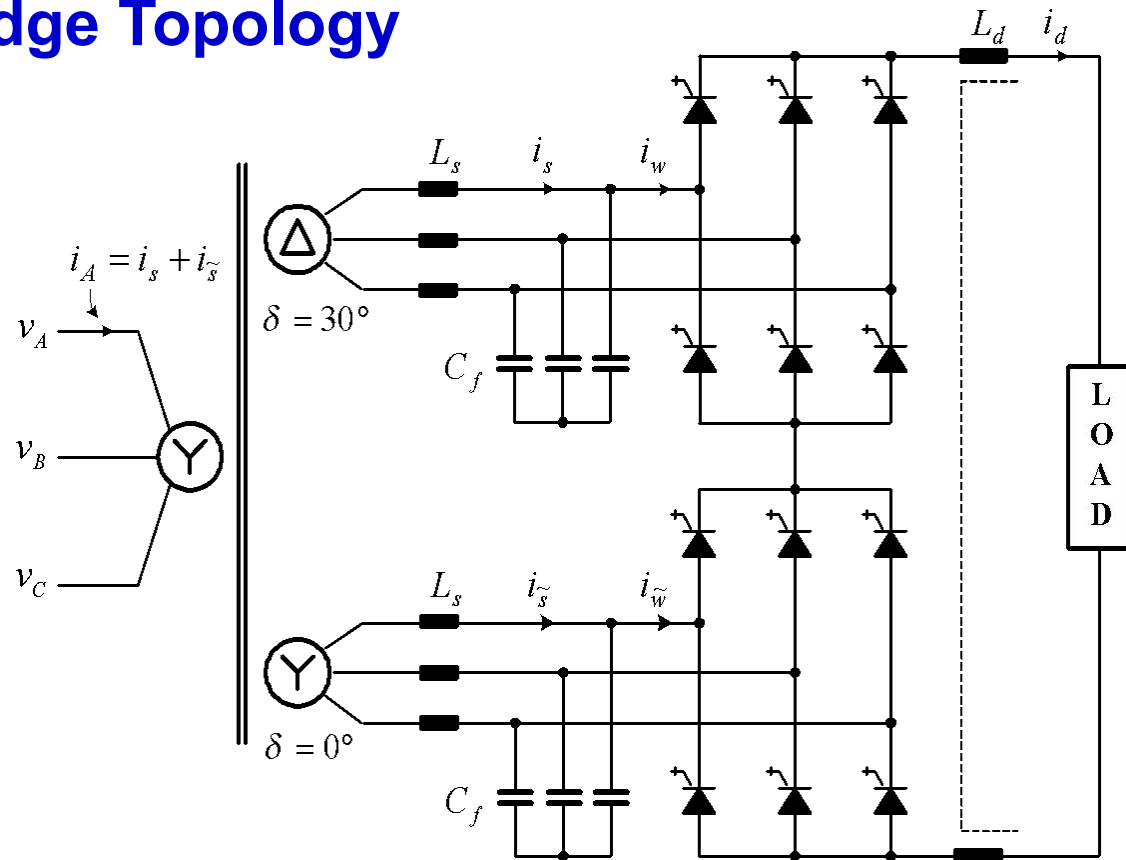 dge Topology
L_d i_d
L_s i_s i_w
i_A = i_s + i_s̃
Δ
δ = 30°
v_A
C_f
L
O
A
D
v_B
Y
v_C
L_s i_s̃ i_w̃
Y
δ = 0°
C_f